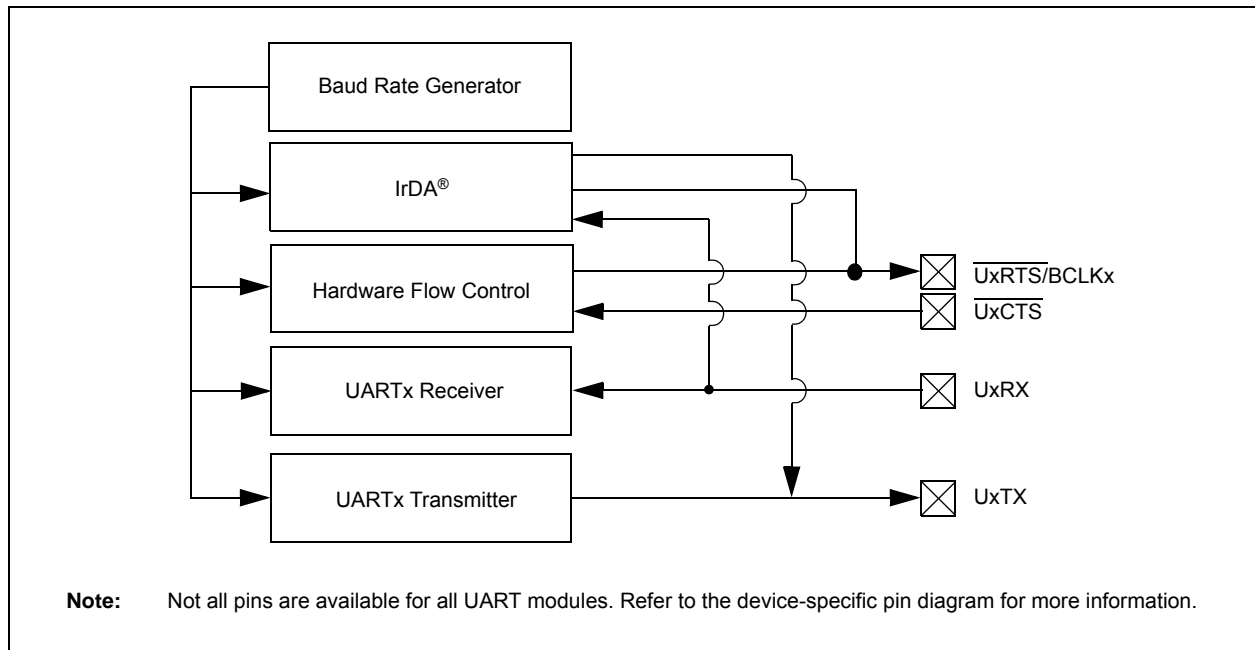 Baud Rate Generator
IrDA®
Hardware Flow Control
UxRTS/BCLKx
UxCTS
UARTx Receiver
UxRX
UARTx Transmitter
UxTX
Note: Not all pins are available for all UART modules. Refer to the device-specific pin diagram for more information.